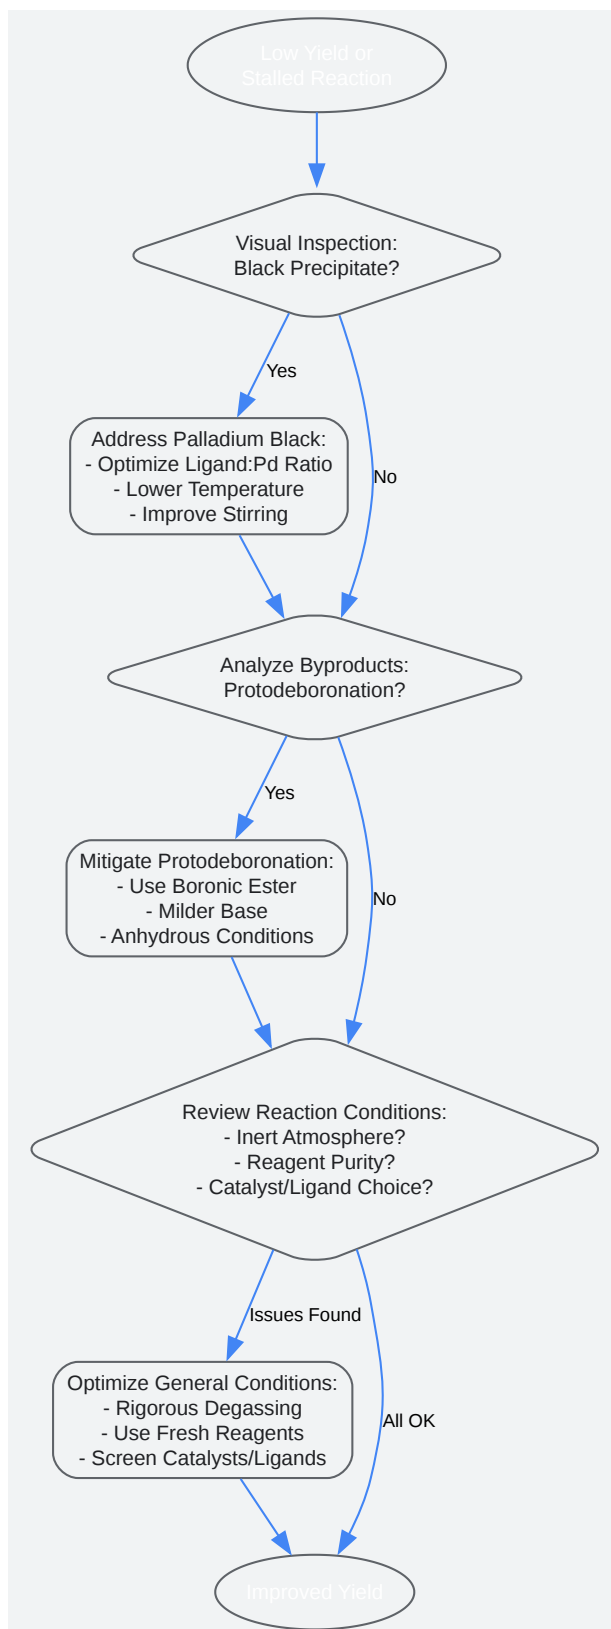 Low Yield or
Stalled Reaction
Visual Inspection:
Black Precipitate?
Yes
Address Palladium Black:
- Optimize Ligand:Pd Ratio
- Lower Temperature
- Improve Stirring
No
Analyze Byproducts:
Protodeboronation?
Yes
Mitigate Protodeboronation:
- Use Boronic Ester
- Milder Base
- Anhydrous Conditions
No
Review Reaction Conditions:
- Inert Atmosphere?
- Reagent Purity?
- Catalyst/Ligand Choice?
Issues Found
Optimize General Conditions:
- Rigorous Degassing
- Use Fresh Reagents
- Screen Catalysts/Ligands
All OK
Improved Yield